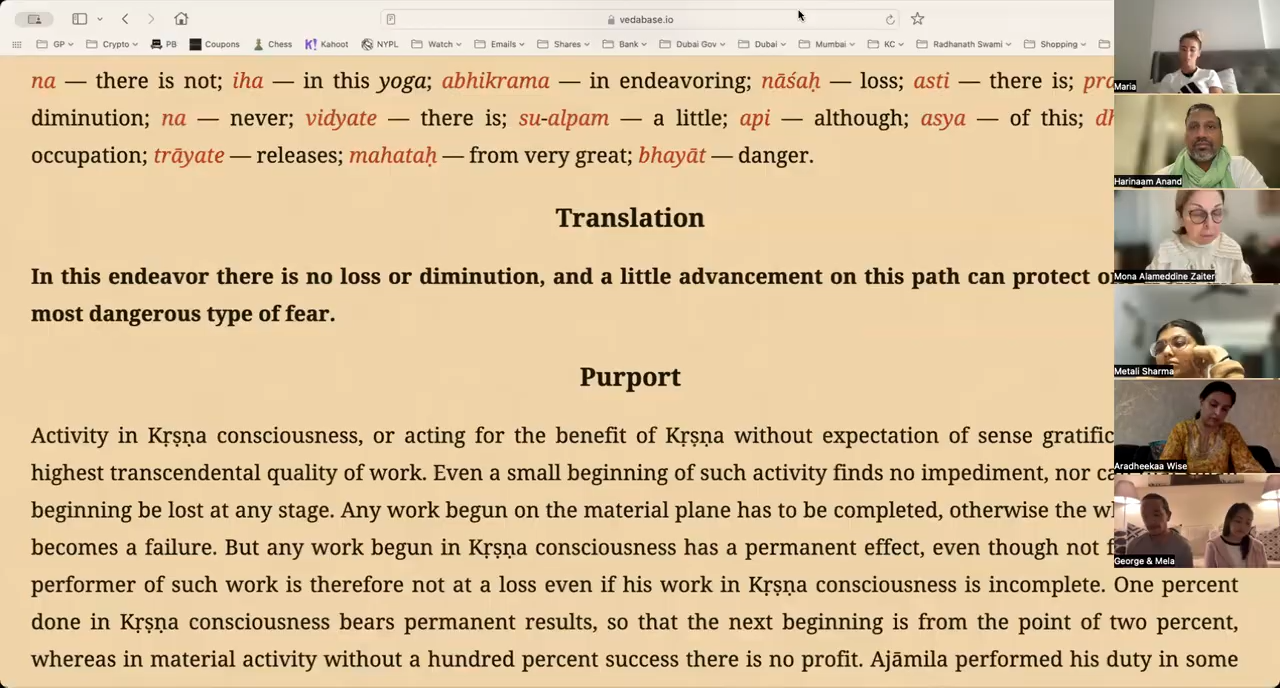 vedabase.io
GP Crypto PB Coupons Chess K! Kahoot NYPL Watch Emails Shares Bank Dubai Gov Dubai Mumbai KC Radhanath Swami Shopping
na — there is not; iha — in this yoga; abhikrama — in endeavoring; nāśaḥ — loss; asti — there is;
diminution; na — never; vidyate — there is; su-alpam — a little; api — although; asya — of this;
occupation; trāyate — releases; mahataḥ — from very great; bhayāt — danger.
Translation
In this endeavor there is no loss or diminution, and a little advancement on this path can protect
most dangerous type of fear.
Purport
Activity in Kṛṣṇa consciousness, or acting for the benefit of Kṛṣṇa without expectation of sense
highest transcendental quality of work. Even a small beginning of such activity finds no impediment, nor
beginning be lost at any stage. Any work begun on the material plane has to be completed, otherwise the
becomes a failure. But any work begun in Kṛṣṇa consciousness has a permanent effect, even though not
performer of such work is therefore not at a loss even if his work in Kṛṣṇa consciousness is incomplete. One percent
done in Kṛṣṇa consciousness bears permanent results, so that the next beginning is from the point of two percent,
whereas in material activity without a hundred percent success there is no profit. Ajāmila performed his duty in some
Maria
Harinaam Anand
Mona Alameddine Zaiter
Metali Sharma
Aradheekaa Wise
George & Mela